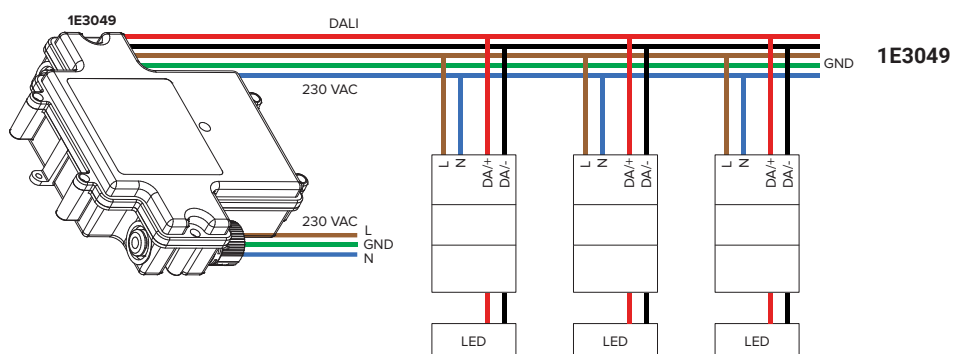 1E3049
DALI
1E3049
GND
230 VAC
L N DA/+ DA/-
L N DA/+ DA/-
L N DA/+ DA/-
230 VAC
L
GND
N
LED
LED
LED